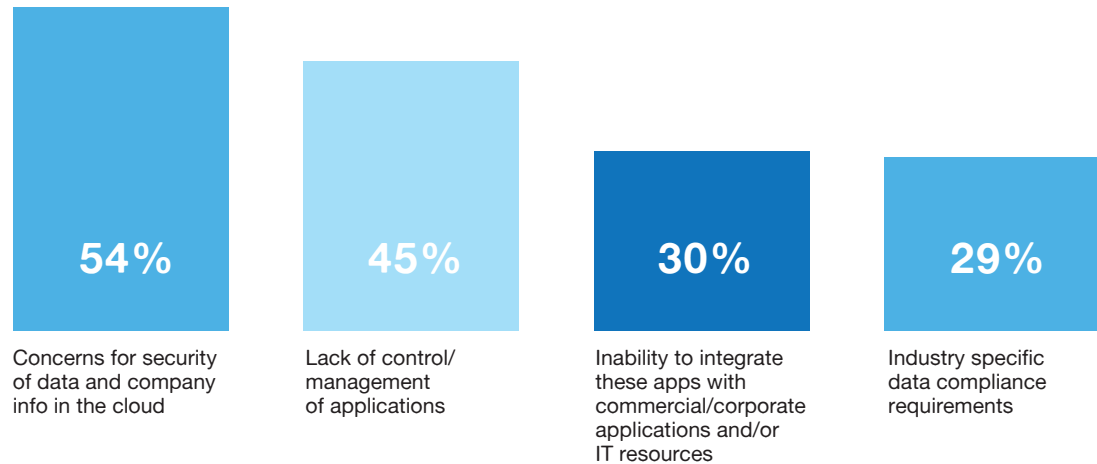 54%
45%
30%
29%
Concerns for security
of data and company
info in the cloud
Lack of control/
management
of applications
Inability to integrate
these apps with
commercial/corporate
applications and/or
IT resources
Industry specific
data compliance
requirements